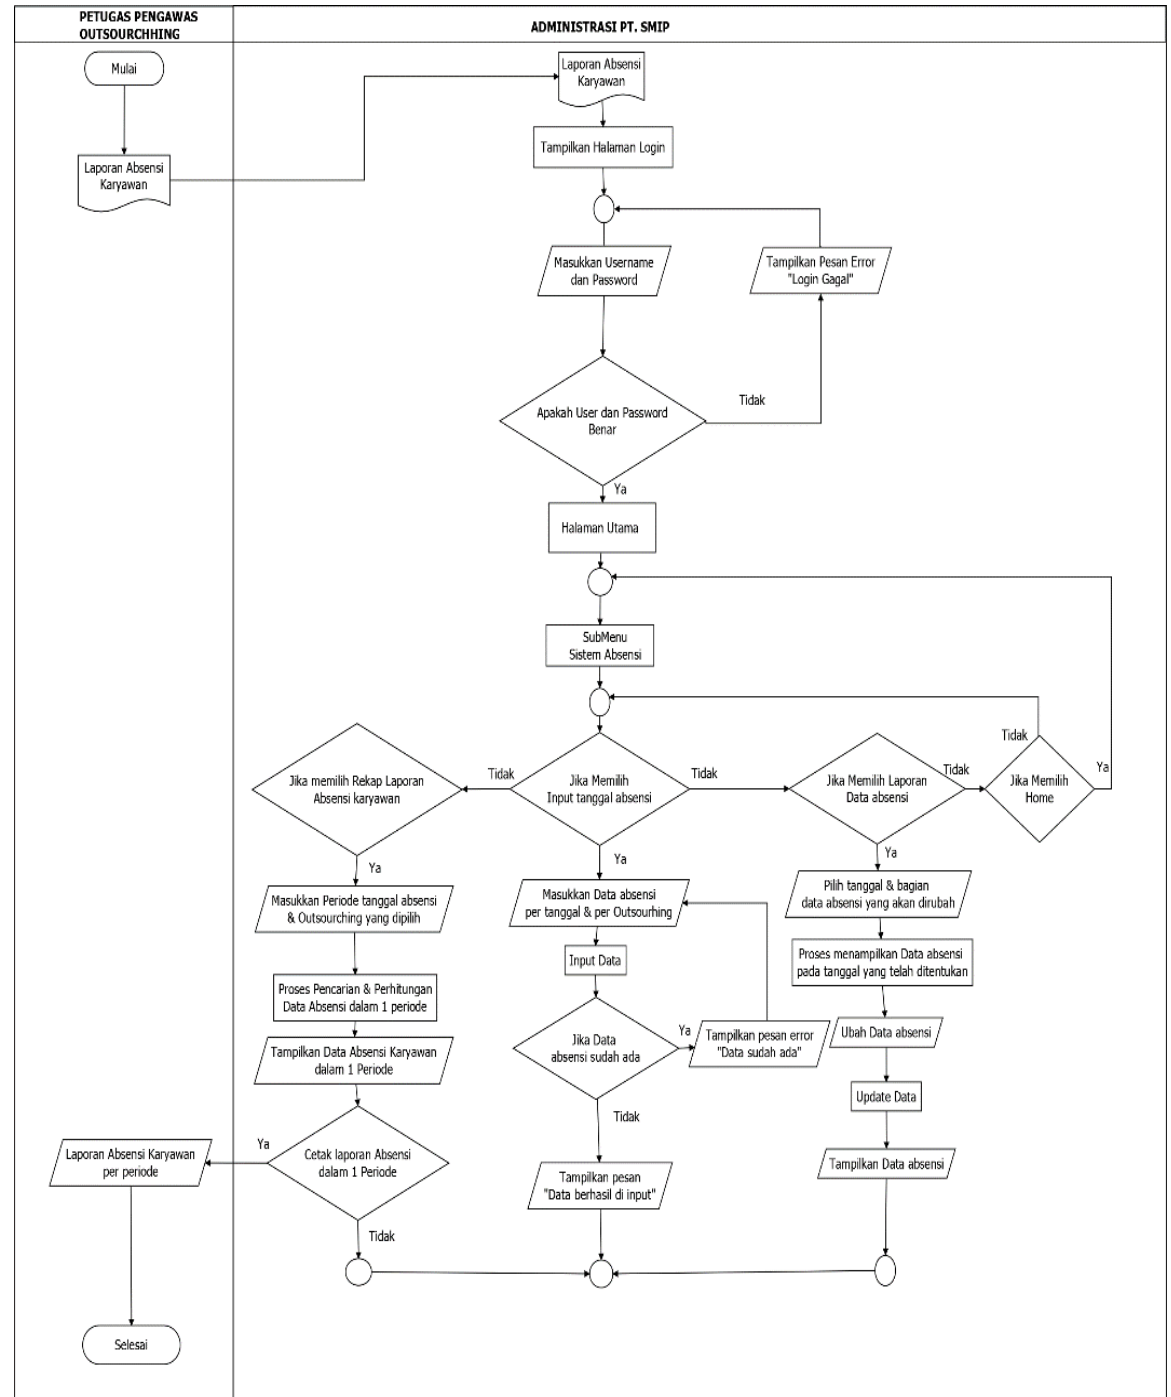 PETUGAS PENGAWAS
OUTSOURCHHING
ADMINISTRASI PT. SMIP
Mulai
Laporan Absensi
Karyawan
Laporan Absensi
Karyawan
Tampilkan Halaman Login
Masukkan Username
dan Password
Tampilkan Pesan Error
"Login Gagal"
Apakah User dan Password
Benar
Tidak
Ya
Halaman Utama
SubMenu
Sistem Absensi
Jika memilih Rekap Laporan
Absensi karyawan
Tidak
Jika Memilih
Input tanggal absensi
Tidak
Jika Memilih Laporan
Data absensi
Tidak
Tidak
Jika Memilih
Home
Ya
Ya
Ya
Ya
Masukkan Periode tanggal absensi
& Outsourching yang dipilih
Masukkan Data absensi
per tanggal & per Outsourhing
Pilih tanggal & bagian
data absensi yang akan dirubah
Input Data
Proses menampilkan Data absensi
pada tanggal yang telah ditentukan
Proses Pencarian & Perhitungan
Data Absensi dalam 1 periode
Jika Data
absensi sudah ada
Ya
Tampilkan pesan error
"Data sudah ada"
Ubah Data absensi
Tampilkan Data Absensi Karyawan
dalam 1 Periode
Update Data
Tidak
Laporan Absensi Karyawan
per periode
Ya
Cetak laporan Absensi
dalam 1 Periode
Tampilkan pesan
"Data berhasil di input"
Tampilkan Data absensi
Tidak
Selesai